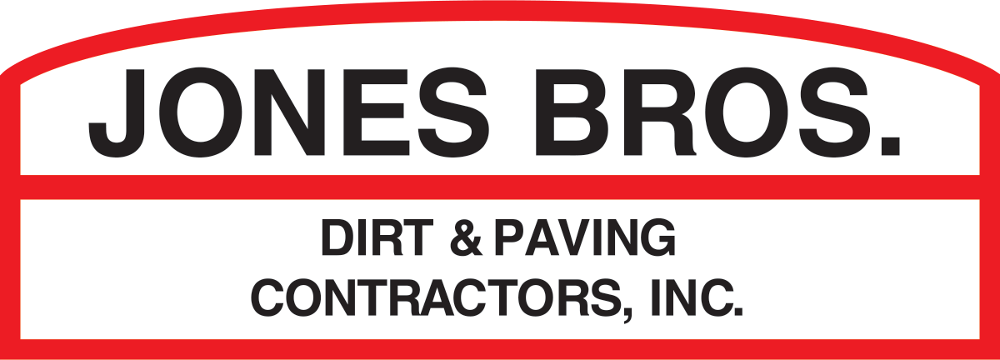 JONES BROS.
DIRT & PAVING
CONTRACTORS, INC.